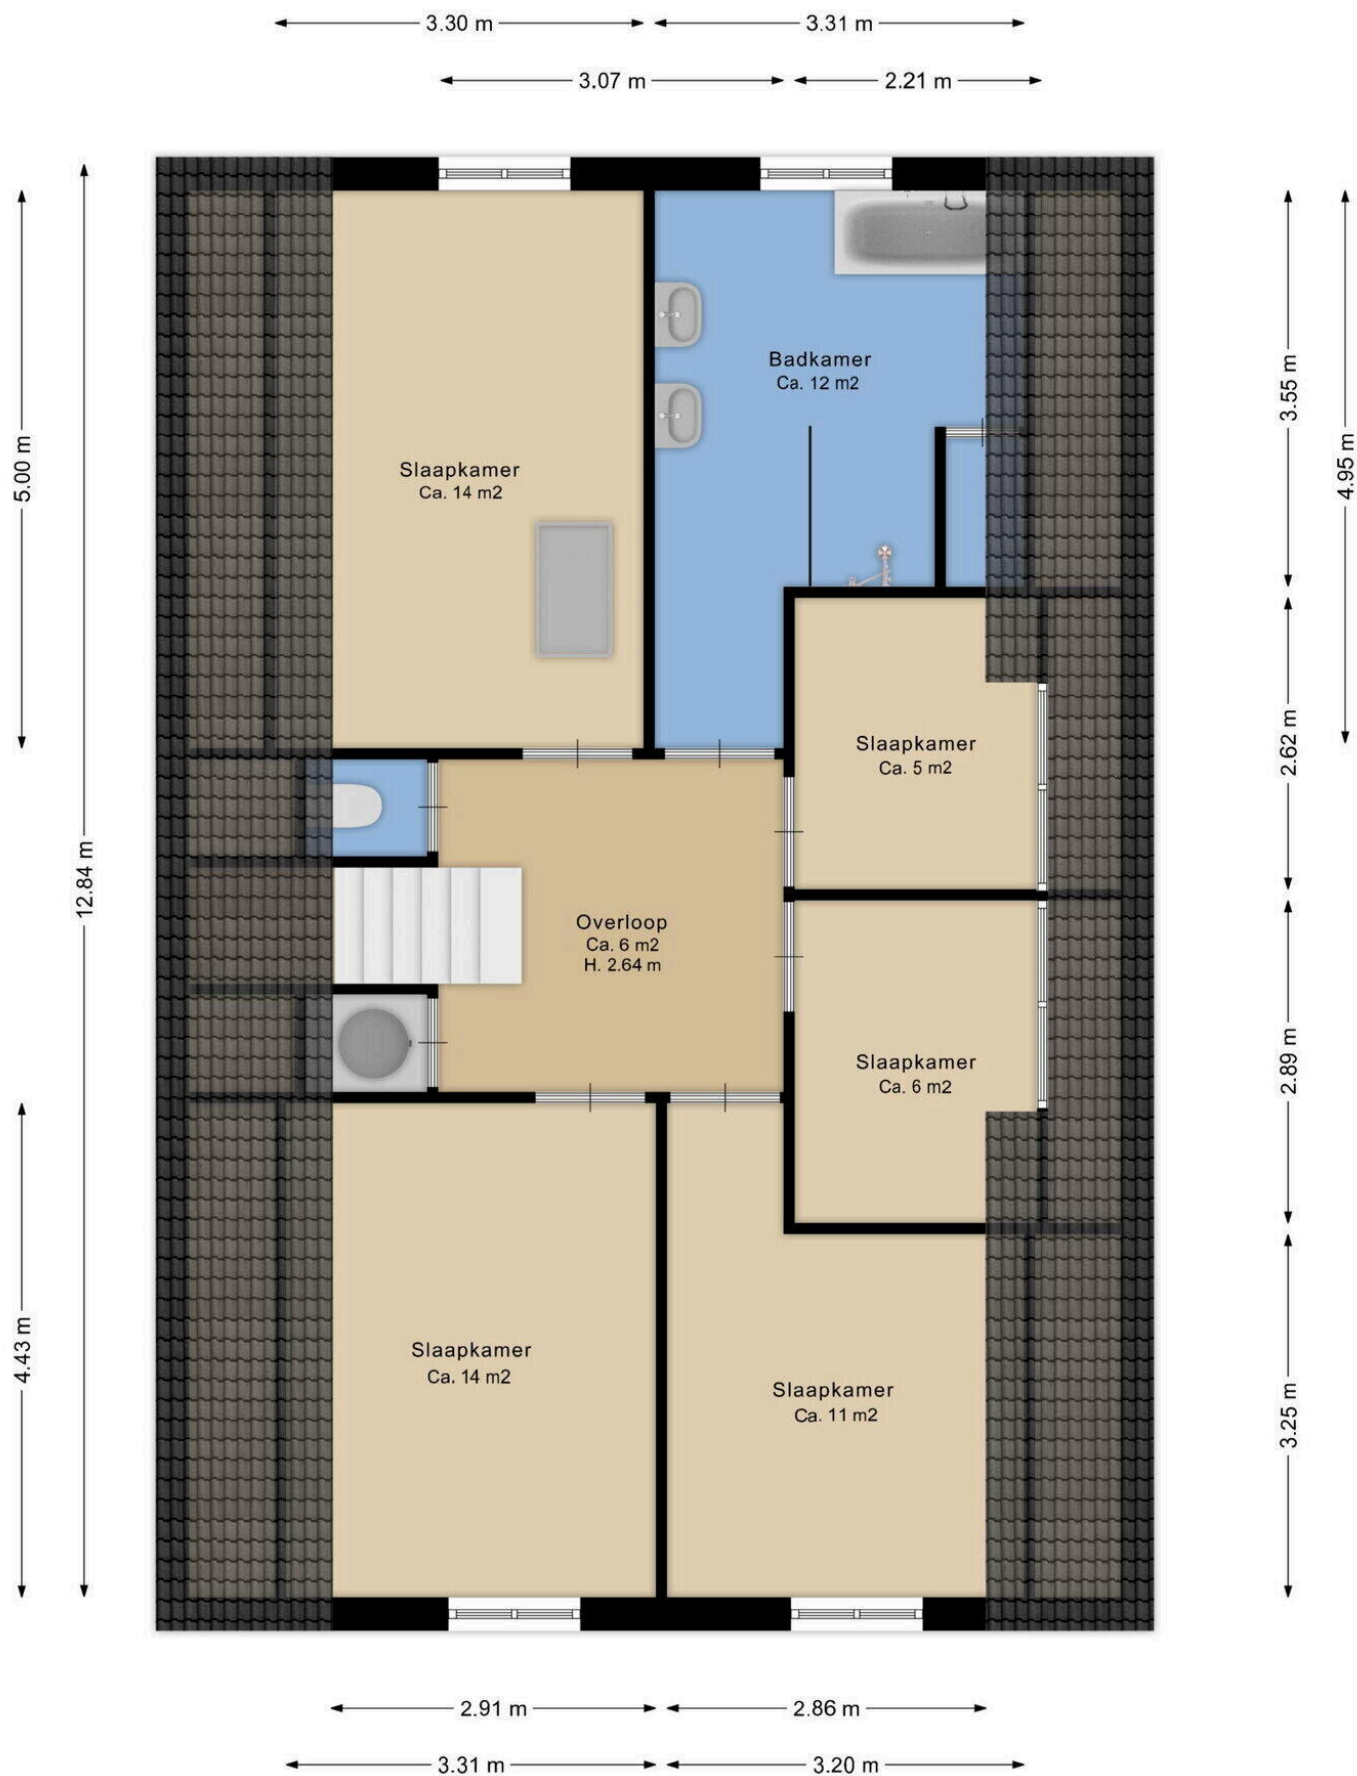 3.30 m
3.31 m
3.07 m
2.21 m
5.00 m
12.84 m
4.43 m
3.55 m
4.95 m
2.62 m
2.89 m
3.25 m
Badkamer
Ca. 12 m2
Slaapkamer
Ca. 14 m2
Slaapkamer
Ca. 5 m2
Overloop
Ca. 6 m2
H. 2.64 m
Slaapkamer
Ca. 6 m2
Slaapkamer
Ca. 14 m2
Slaapkamer
Ca. 11 m2
2.91 m
2.86 m
3.31 m
3.20 m